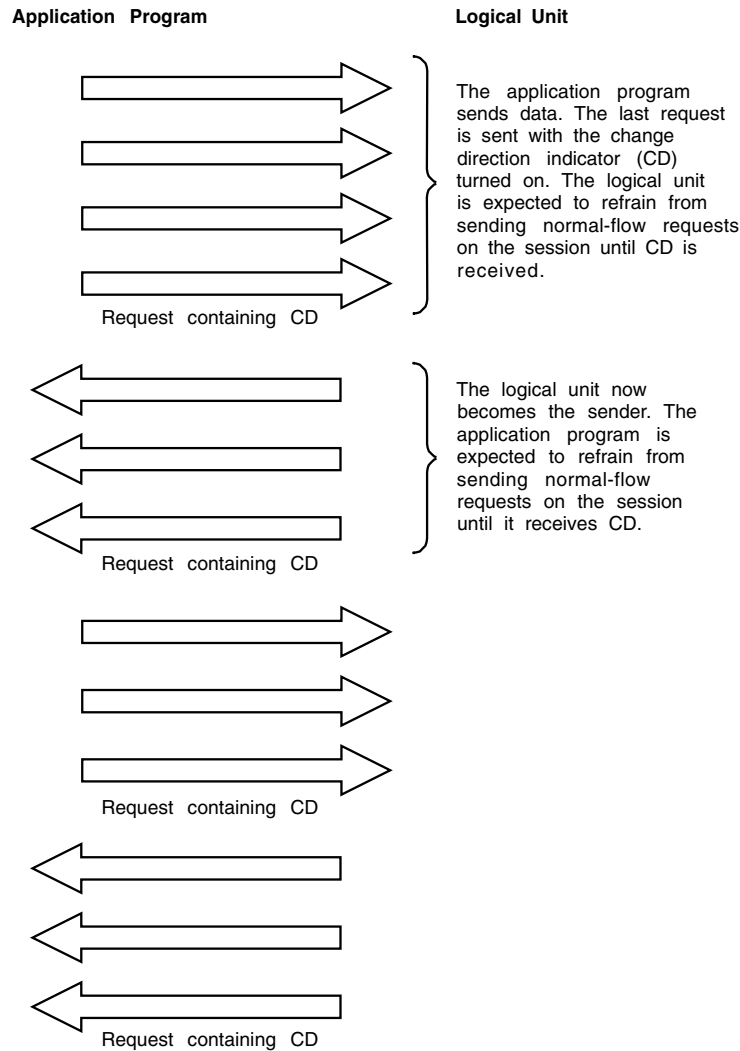 Application Program
Logical Unit
The application program
sends data. The last request
is sent with the change
direction indicator (CD)
turned on. The logical unit
is expected to refrain from
sending normal-flow requests
on the session until CD is
received.
Request containing CD
The logical unit now
becomes the sender. The
application program is
expected to refrain from
sending normal-flow
requests on the session
until it receives CD.
Request containing CD
Request containing CD
Request containing CD